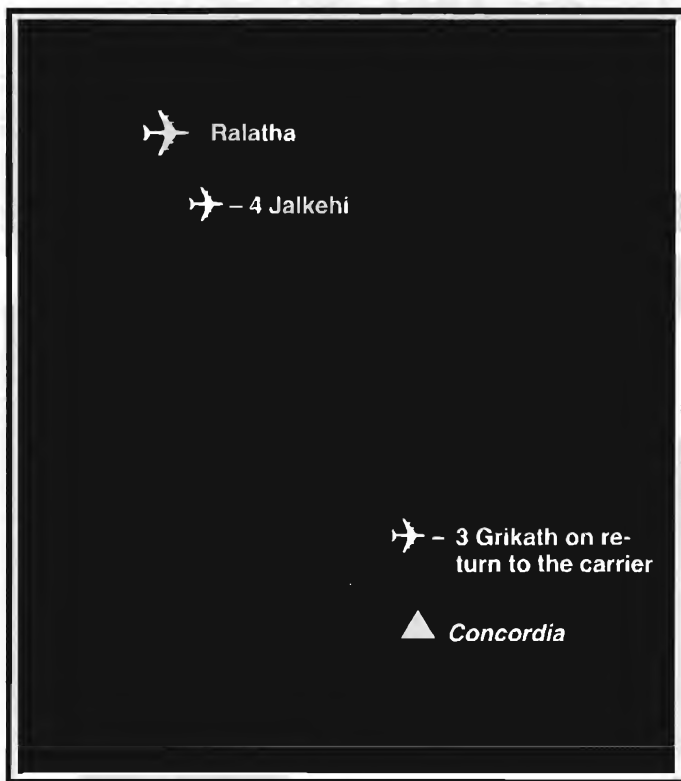 Ralatha
– 4 Jalkehi
– 3 Grikath on re-
turn to the carrier
Concordia